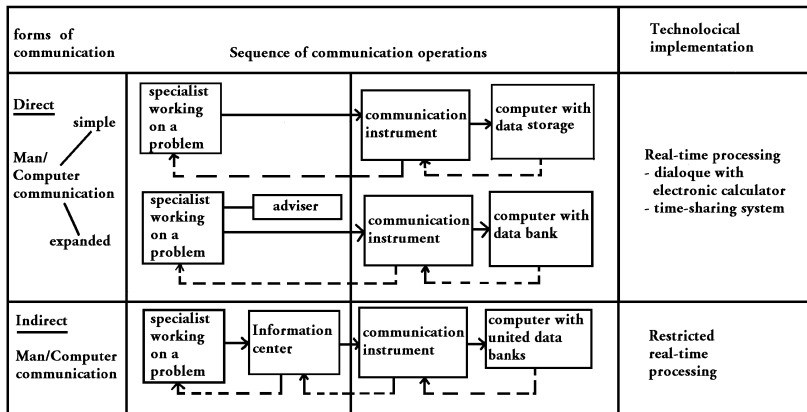 forms of
communication
Sequence of communication operations
Technolocical
implementation
Direct
simple
Man/
Computer
communication
expanded
specialist
working
on a
problem
communication
instrument
computer with
data storage
specialist
working
on a
problem
adviser
communication
instrument
computer with
data bank
Real-time processing
- dialoque with
electronic calculator
- time-sharing system
Indirect
Man/Computer
communication
specialist
working
on a
problem
Information
center
communication
instrument
computer with
united data
banks
Restricted
real-time
processing